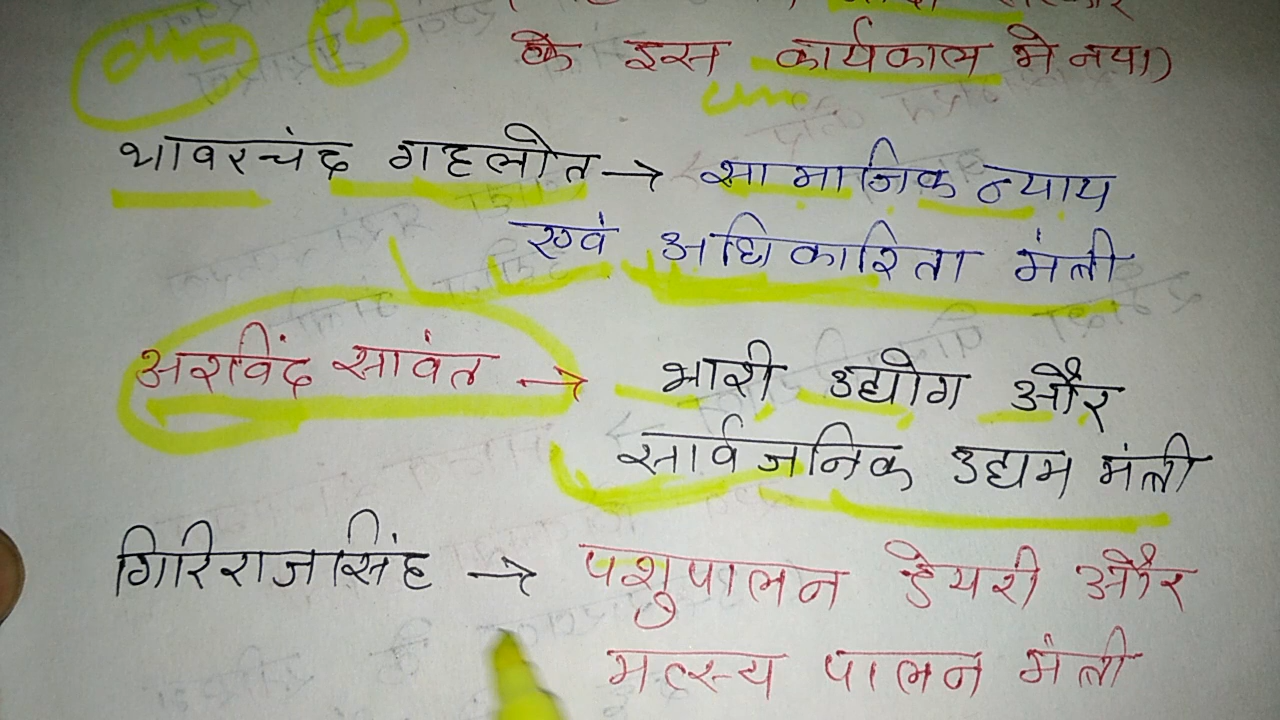 के इस कार्यकाल मे नया)
थावरचंद गहलोत → सामाजिक न्याय
एवं अधिकारिता मंत्री
अरविंद सावंत → भारी उद्योग और
सार्वजनिक उद्यम मंत्री
गिरिराजसिंह → पशुपालन डेयरी और
मत्स्य पालन मंत्री